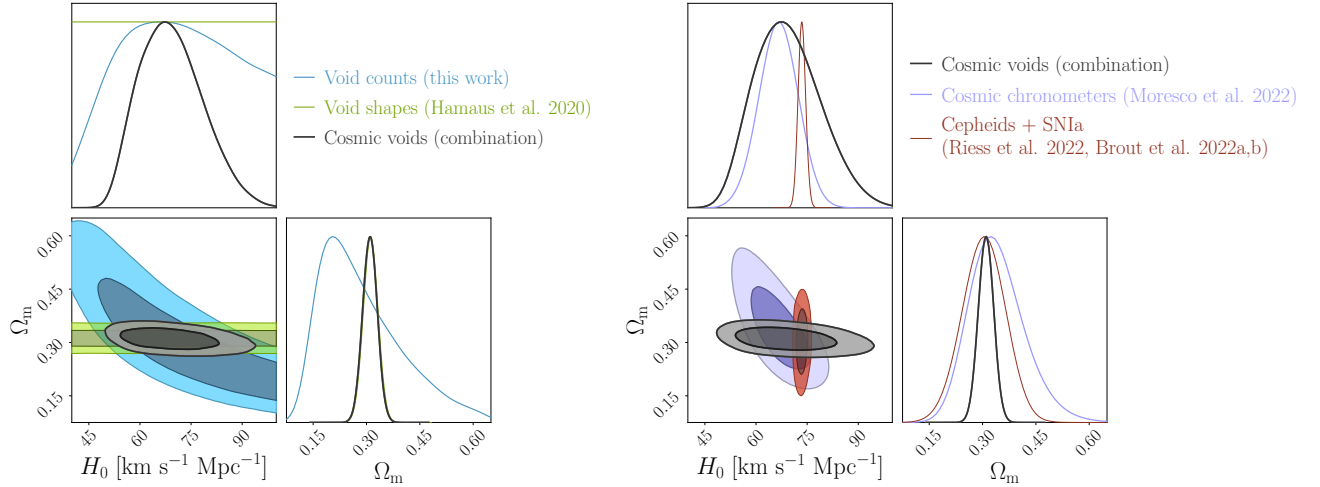 Void counts (this work)
Void shapes (Hamaus et al. 2020)
Cosmic voids (combination)
0.60
0.45
0.30
0.15
Ωm
45
60
75
90
H0 [km s−1 Mpc−1]
0.15
0.30
0.45
0.60
Ωm
Cosmic voids (combination)
Cosmic chronometers (Moresco et al. 2022)
Cepheids + SNIa
(Riess et al. 2022, Brout et al. 2022a,b)
0.60
0.45
0.30
0.15
Ωm
45
60
75
90
H0 [km s−1 Mpc−1]
0.15
0.30
0.45
0.60
Ωm